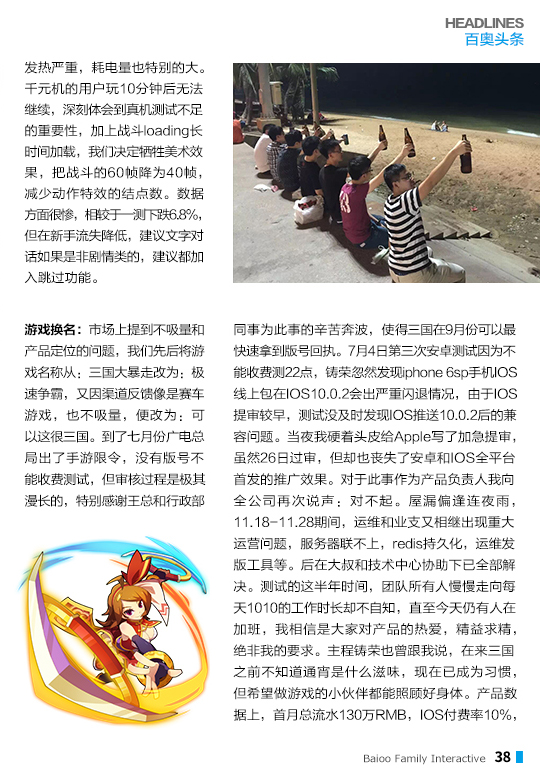 HEADLINES
百奥头条
发热严重，耗电量也特别的大。
千元机的用户玩10分钟后无法
继续，深刻体会到真机测试不足
的重要性，加上战斗loading长
时间加载，我们决定牺牲美术效
果，把战斗的60帧降为40帧，
减少动作特效的结点数。数据
方面很惨，相较于一测下跌6.8%，
但在新手流失降低，建议文字对
话如果是非剧情类的，建议都加
入跳过功能。
游戏换名：市场上提到不吸量和
产品定位的问题，我们先后将游
戏名称从：三国大暴走改为：极
速争霸，又因渠道反馈像是赛车
游戏，也不吸量，便改为：可
以这很三国。到了七月份广电总
局出了手游限令，没有版号不
能收费测试，但审核过程是极其
漫长的，特别感谢王总和行政部
同事为此事的辛苦奔波，使得三国在9月份可以最
快速拿到版号回执。7月4日第三次安卓测试因为不
能收费测22点，铸荣忽然发现iphone 6sp手机IOS
线上包在IOS10.0.2会出严重闪退情况，由于IOS
提审较早，测试没及时发现IOS推送10.0.2后的兼
容问题。当夜我硬着头皮给Apple写了加急提审，
虽然26日过审，但却也丧失了安卓和IOS全平台
首发的推广效果。对于此事作为产品负责人我向
全公司再次说声：对不起。屋漏偏逢连夜雨，
11.18-11.28期间，运维和业支又相继出现重大
运营问题，服务器联不上，redis持久化，运维发
版工具等。后在大叔和技术中心协助下已全部解
决。测试的这半年时间，团队所有人慢慢走向每
天1010的工作时长却不自知，直至今天仍有人在
加班，我相信是大家对产品的热爱，精益求精，
绝非我的要求。主程铸荣也曾跟我说，在来三国
之前不知道通宵是什么滋味，现在已成为习惯，
但希望做游戏的小伙伴都能照顾好身体。产品数
据上，首月总流水130万RMB，IOS付费率10%，
Baioo Family Interactive 38